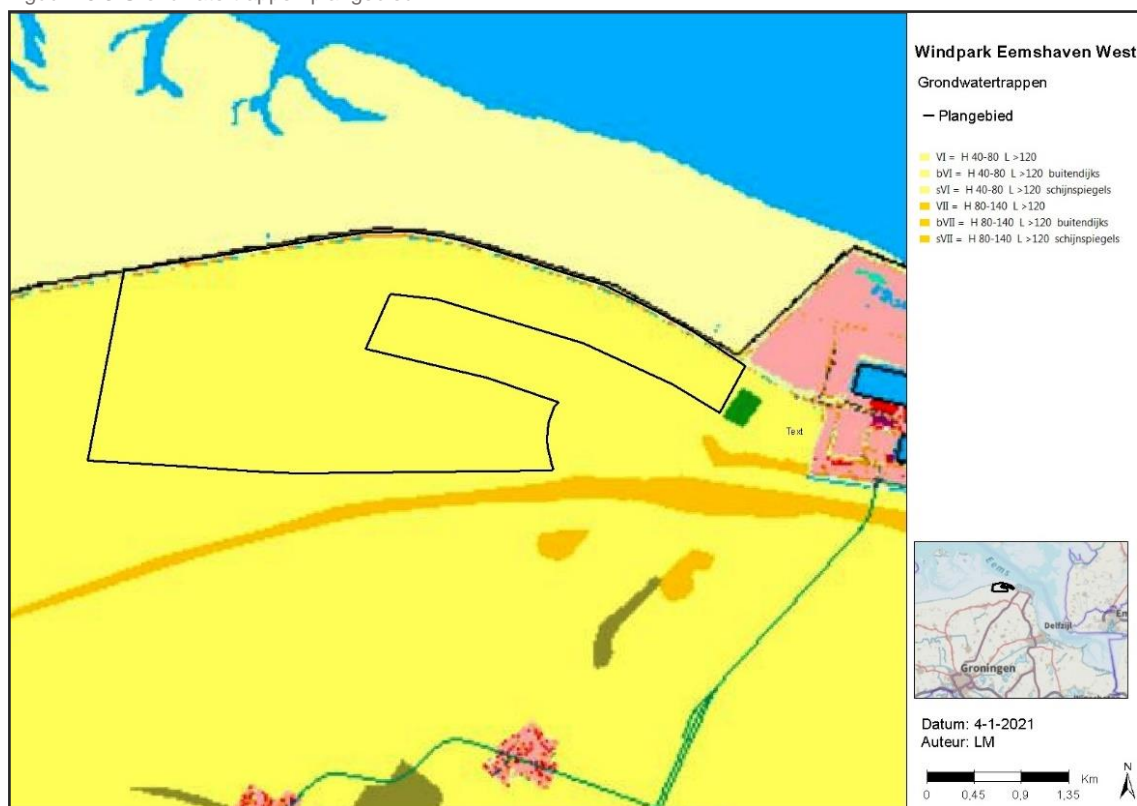 Windpark Eemshaven West
Grondwatertrappen
Plangebied
VI = H 40-80 L >120
bVI = H 40-80 L >120 buitendijks
sVI = H 40-80 L >120 schijnspiegels
VII = H 80-140 L >120
bVII = H 80-140 L >120 buitendijks
sVII = H 80-140 L >120 schijnspiegels
Text
Eems
Delfzijl
Groningen
Datum: 4-1-2021
Auteur: LM
Km
N
0 0,45 0,9 1,35